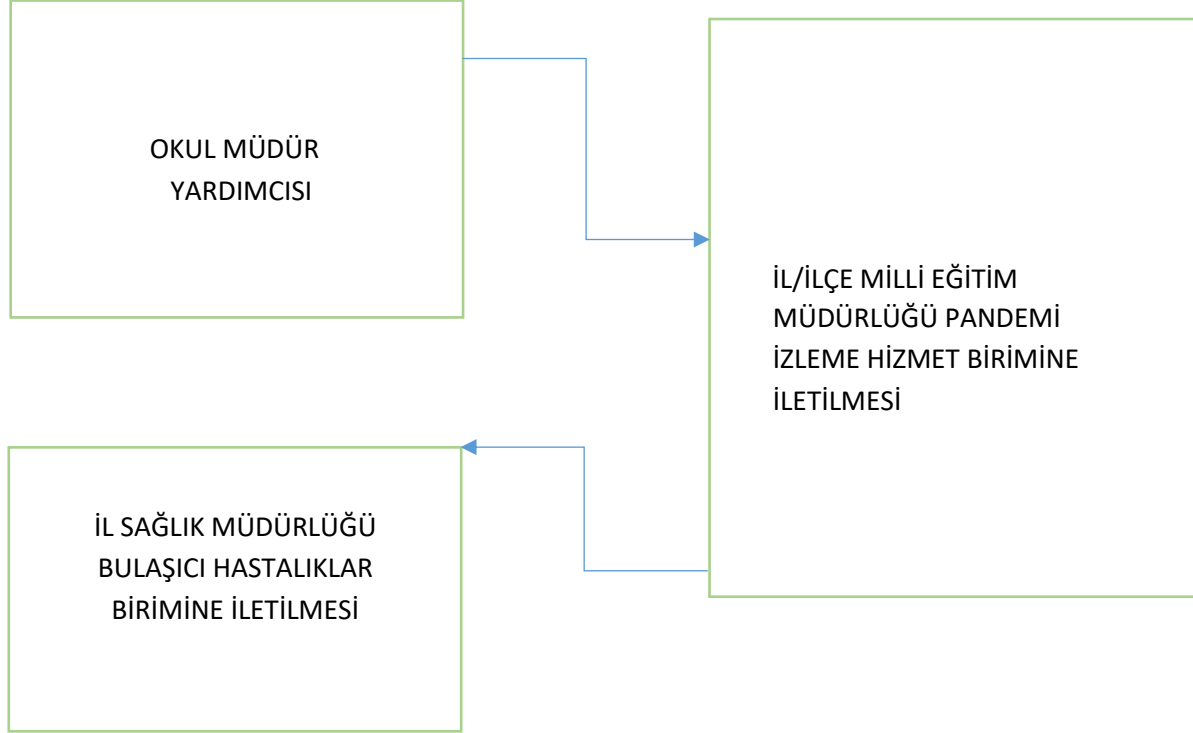 OKUL MÜDÜR
YARDIMCISI
İL/İLÇE MİLLİ EĞİTİM
MÜDÜRLÜĞÜ PANDEMİ
İZLEME HİZMET BİRİMİNE
İLETİLMESİ
İL SAĞLIK MÜDÜRLÜĞÜ
BULAŞICI HASTALIKLAR
BİRİMİNE İLETİLMESİ